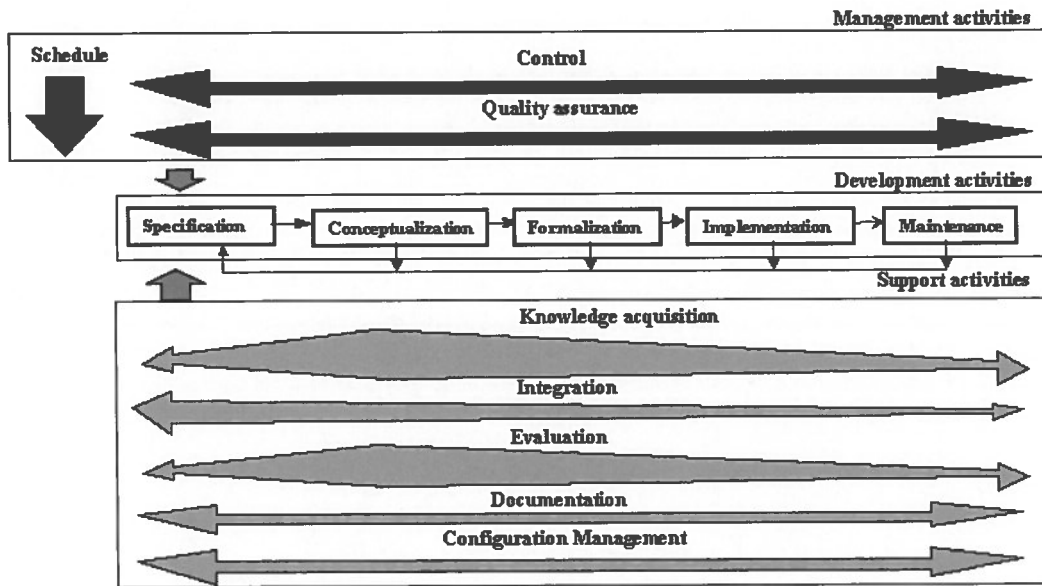 Management activities
Schedule
Control
Quality assurance
Development activities
Specification
Conceptualization
Formalization
Implementation
Maintenance
Support activities
Knowledge acquisition
Integration
Evaluation
Documentation
Configuration Management